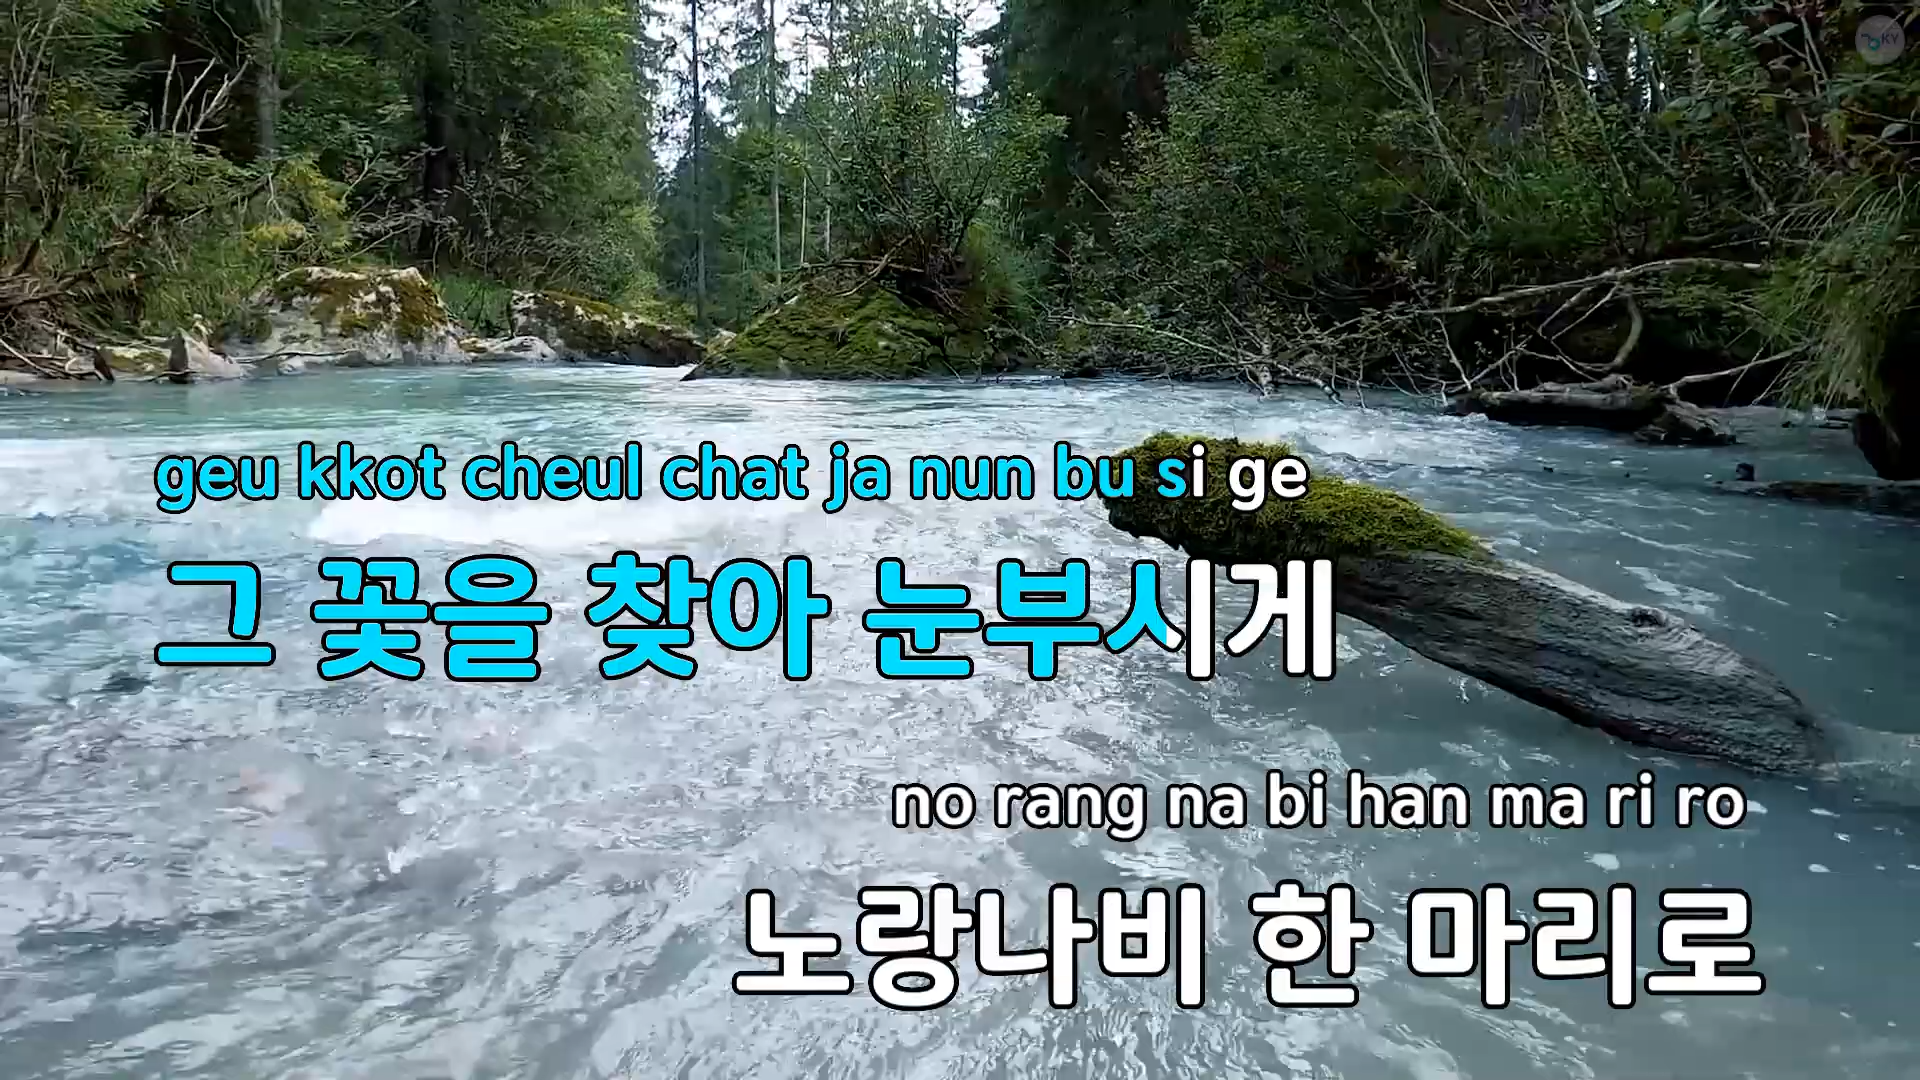 KY
geu kkot cheul chat ja nun bu si ge
그 꽃을 찾아 눈부시게
no rang na bi han ma ri ro
노랑나비 한 마리로